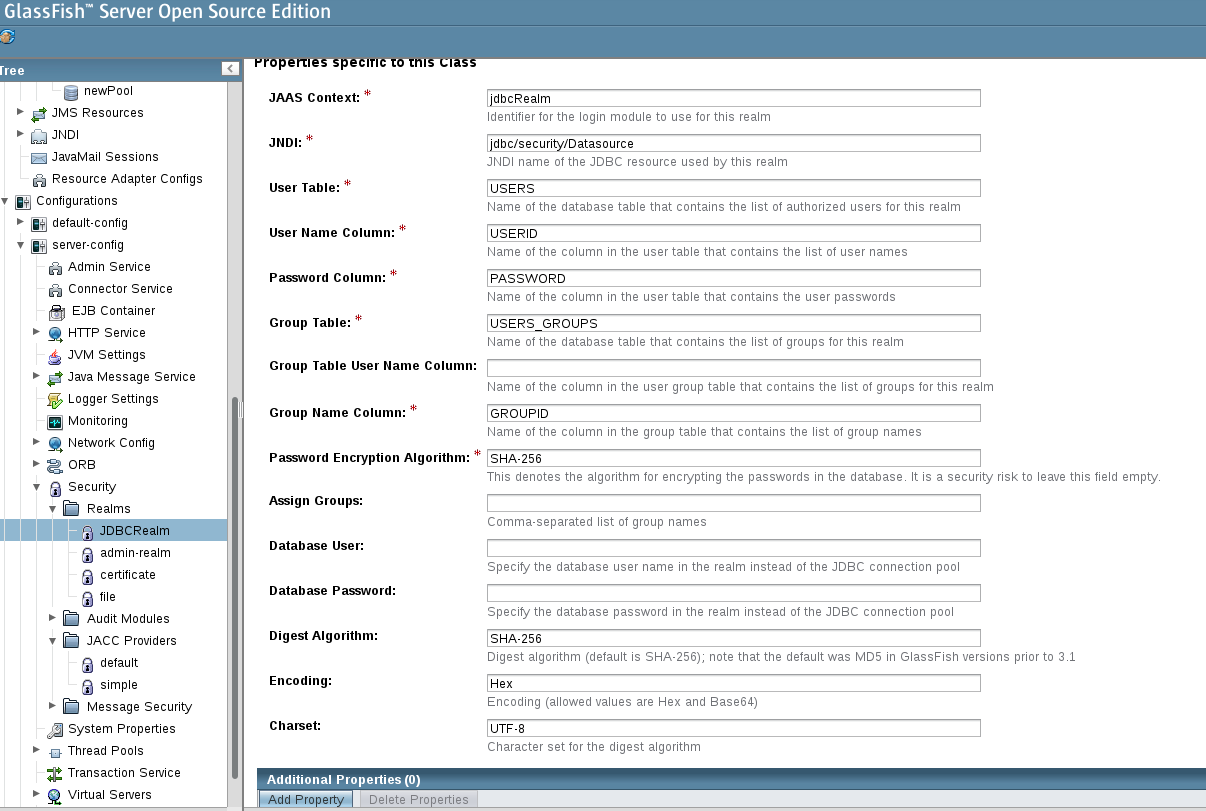 GlassFish™ Server Open Source Edition
Tree
newPool
JMS Resources
JNDI
JavaMail Sessions
Resource Adapter Configs
Configurations
default-config
server-config
Admin Service
Connector Service
EJB Container
HTTP Service
JVM Settings
Java Message Service
Logger Settings
Monitoring
Network Config
ORB
Security
Realms
JDBCRealm
admin-realm
certificate
file
Audit Modules
JACC Providers
default
simple
Message Security
System Properties
Thread Pools
Transaction Service
Virtual Servers
Properties specific to this Class
JAAS Context: * jdbcRealm
Identifier for the login module to use for this realm
JNDI: * jdbc/security/Datasource
JNDI name of the JDBC resource used by this realm
User Table: * USERS
Name of the database table that contains the list of authorized users for this realm
User Name Column: * USERID
Name of the column in the user table that contains the list of user names
Password Column: * PASSWORD
Name of the column in the user table that contains the user passwords
Group Table: * USERS_GROUPS
Name of the database table that contains the list of groups for this realm
Group Table User Name Column:
Name of the column in the user group table that contains the list of groups for this realm
Group Name Column: * GROUPID
Name of the column in the group table that contains the list of group names
Password Encryption Algorithm: * SHA-256
This denotes the algorithm for encrypting the passwords in the database. It is a security risk to leave this field empty.
Assign Groups:
Comma-separated list of group names
Database User:
Specify the database user name in the realm instead of the JDBC connection pool
Database Password:
Specify the database password in the realm instead of the JDBC connection pool
Digest Algorithm: SHA-256
Digest algorithm (default is SHA-256); note that the default was MD5 in GlassFish versions prior to 3.1
Encoding: Hex
Encoding (allowed values are Hex and Base64)
Charset: UTF-8
Character set for the digest algorithm
Additional Properties (0)
Add Property Delete Properties